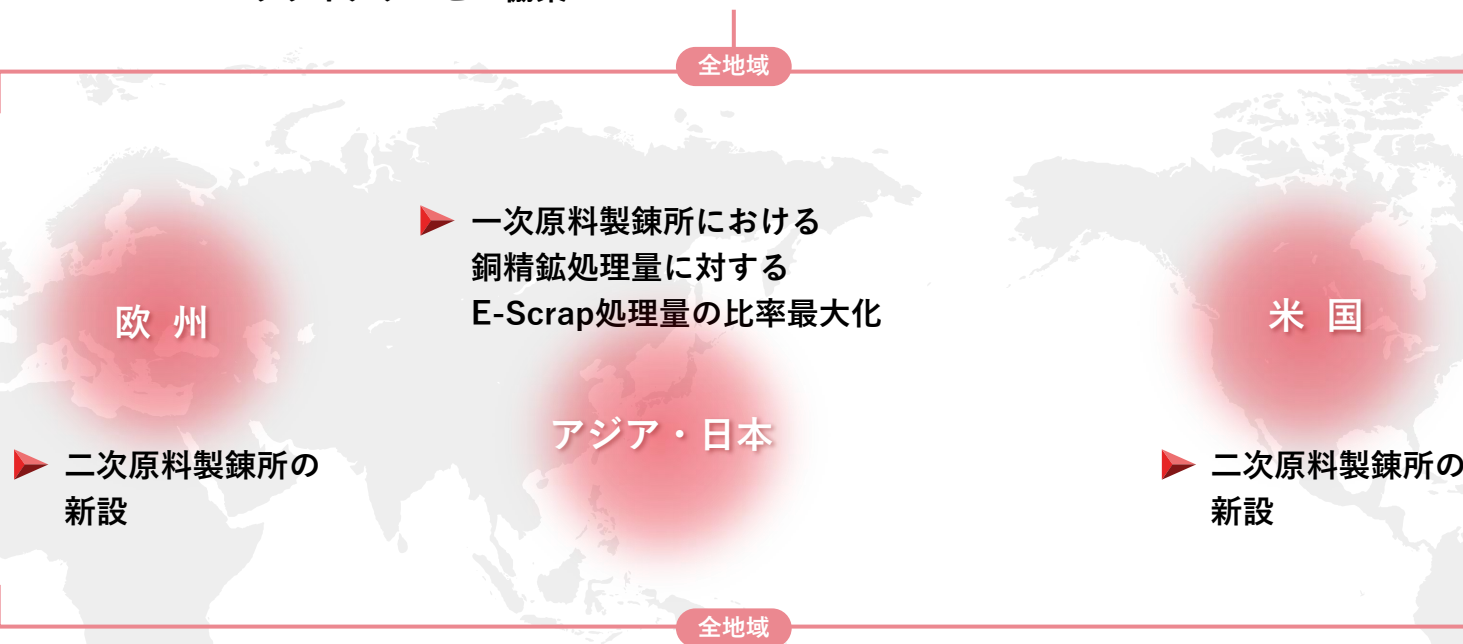 全地域
一次原料製錬所における
銅精鉱処理量に対する
E-Scrap処理量の比率最大化
欧 州
米 国
アジア・日本
二次原料製錬所の
新設
二次原料製錬所の
新設
全地域